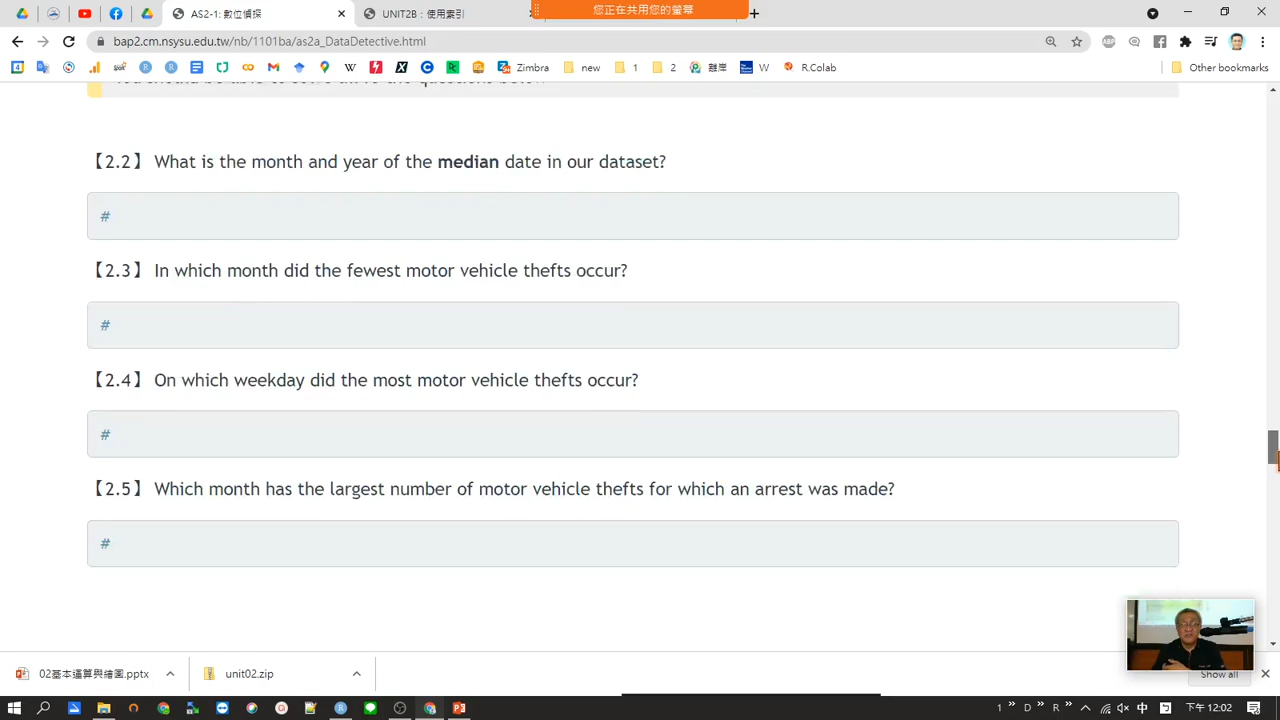 AS2-1: 數位偵探
UNIT2B：使用索引
您正在共用您的螢幕
bap2.cm.nsysu.edu.tw/nb/1101ba/as2a_DataDetective.html
Zimbra
new
1
2
離岸
W
R.Colab
Other bookmarks
【2.2】 What is the month and year of the median date in our dataset?
#
【2.3】 In which month did the fewest motor vehicle thefts occur?
#
【2.4】 On which weekday did the most motor vehicle thefts occur?
#
【2.5】 Which month has the largest number of motor vehicle thefts for which an arrest was made?
#
02基本運算與繪圖.pptx
unit02.zip
Show all
1
D
R
中
下午 12:02